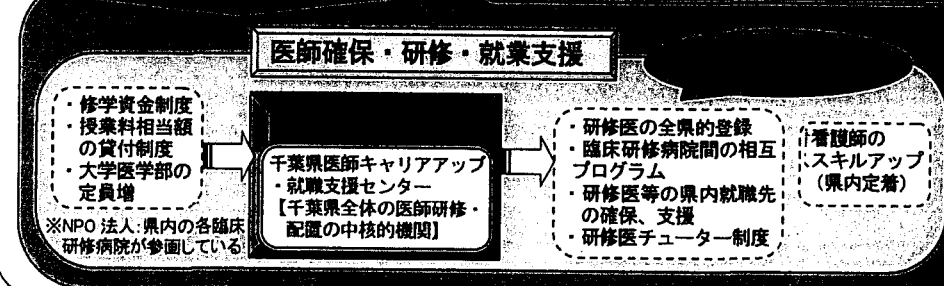 医師確保・研修・就業支援
・修学資金制度
・授業料相当額
の貸付制度
・大学医学部の
定員増
※NPO 法人:県内の各臨床
研修病院が参画している
千葉県医師キャリアアップ
・就職支援センター
【千葉県全体の医師研修・
配置の中核的機関】
・研修医の全県的登録
・臨床研修病院間の相互
プログラム
・研修医等の県内就職先
の確保、支援
・研修医チューター制度
看護師の
スキルアップ
(県内定着)